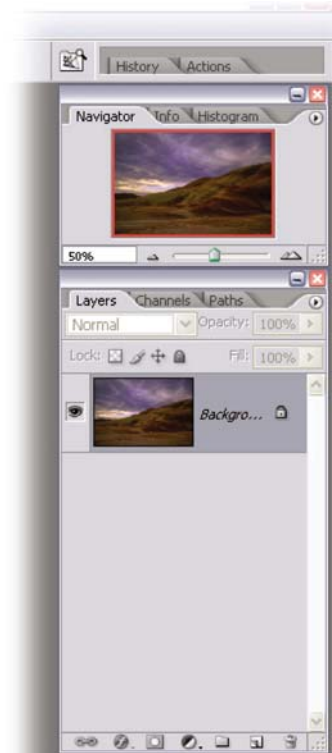 History Actions
Navigator Info Histogram
50%
Layers Channels Paths
Normal Opacity: 100%
Lock: Fill: 100%
Backgro...